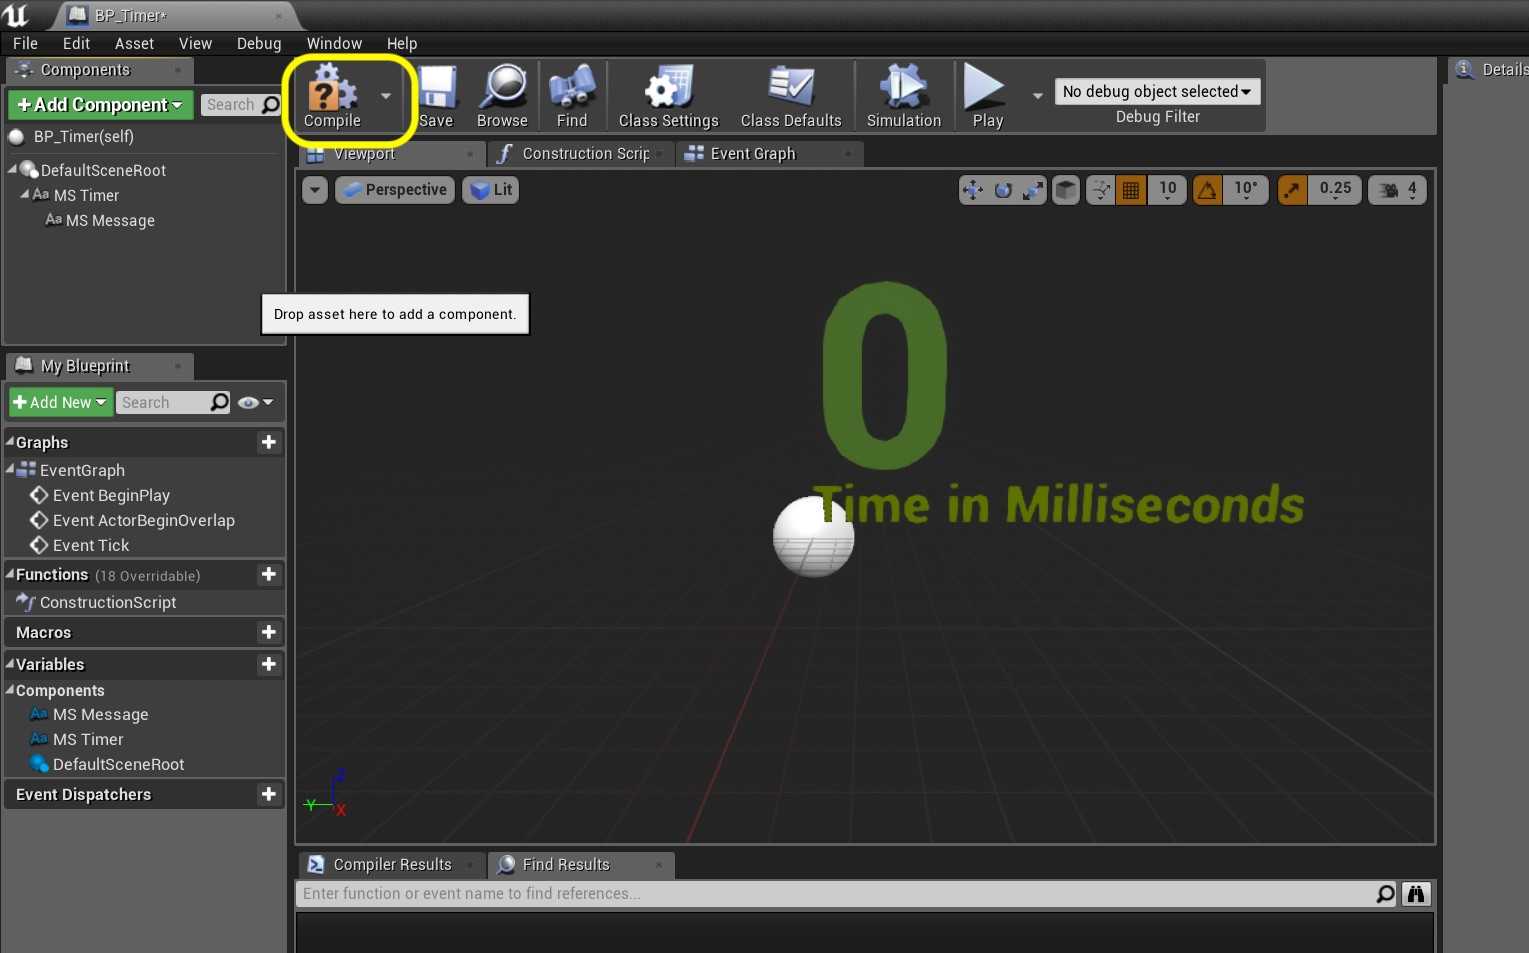 BP_Timer*
File Edit Asset View Debug Window Help
Components
Details
+Add Component
Search
Compile
Save
Browse
Find
Class Settings
Class Defaults
Simulation
Play
No debug object selected
Debug Filter
BP_Timer(self)
DefaultSceneRoot
Aa MS Timer
Aa MS Message
Viewport
Construction Scrip
Event Graph
Perspective
Lit
10
10°
0.25
4
Drop asset here to add a component.
0
Time in Milliseconds
My Blueprint
+Add New
Search
Graphs
EventGraph
Event BeginPlay
Event ActorBeginOverlap
Event Tick
Functions (18 Overridable)
ConstructionScript
Macros
Variables
Components
Aa MS Message
Aa MS Timer
DefaultSceneRoot
Event Dispatchers
Z
Y
X
Compiler Results
Find Results
Enter function or event name to find references...